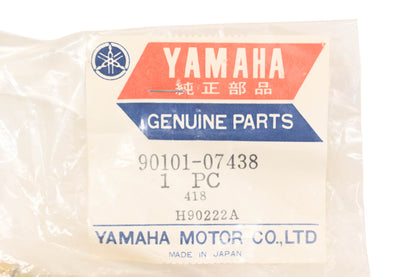 YAMAHA
純正部品
GENUINE PARTS
90101-07438
1 PC
418
H90222A
YAMAHA MOTOR CO.,LTD
MADE IN JAPAN